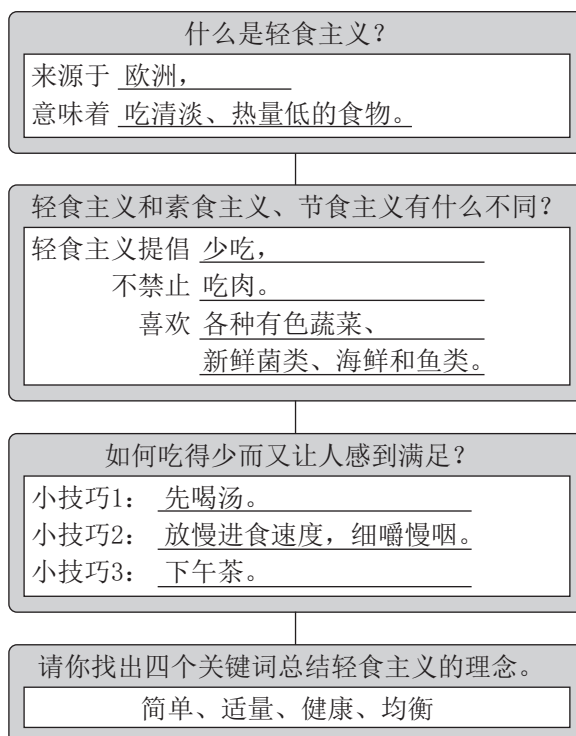 什么是轻食主义？
来源于 欧洲，
意味着 吃清淡、热量低的食物。
轻食主义和素食主义、节食主义有什么不同？
轻食主义提倡 少吃，
不禁止 吃肉。
喜欢 各种有色蔬菜、
新鲜菌类、海鲜和鱼类。
如何吃得少而又让人感到满足？
小技巧1： 先喝汤。
小技巧2： 放慢进食速度，细嚼慢咽。
小技巧3： 下午茶。
请你找出四个关键词总结轻食主义的理念。
简单、适量、健康、均衡